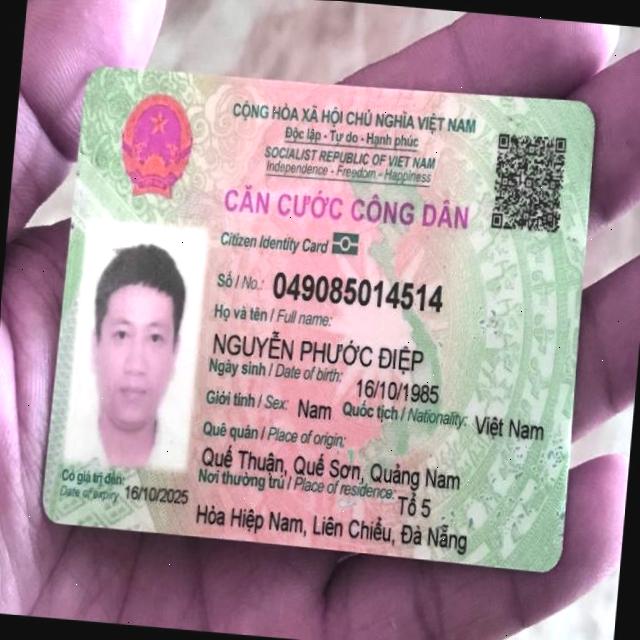 CỘNG HÒA XÃ HỘI CHỦ NGHĨA VIỆT NAM
Độc lập - Tự do - Hạnh phúc
SOCIALIST REPUBLIC OF VIET NAM
Independence - Freedom - Happiness
CĂN CƯỚC CÔNG DÂN
Citizen Identity Card
Số / No.: 049085014514
Họ và tên / Full name:
NGUYỄN PHƯỚC ĐIỆP
Ngày sinh / Date of birth: 16/10/1985
Giới tính / Sex: Nam Quốc tịch / Nationality: Việt Nam
Quê quán / Place of origin:
Quế Thuận, Quế Sơn, Quảng Nam
Nơi thường trú / Place of residence: Tổ 5
Hòa Hiệp Nam, Liên Chiểu, Đà Nẵng
Có giá trị đến: 16/10/2025
Date of expiry